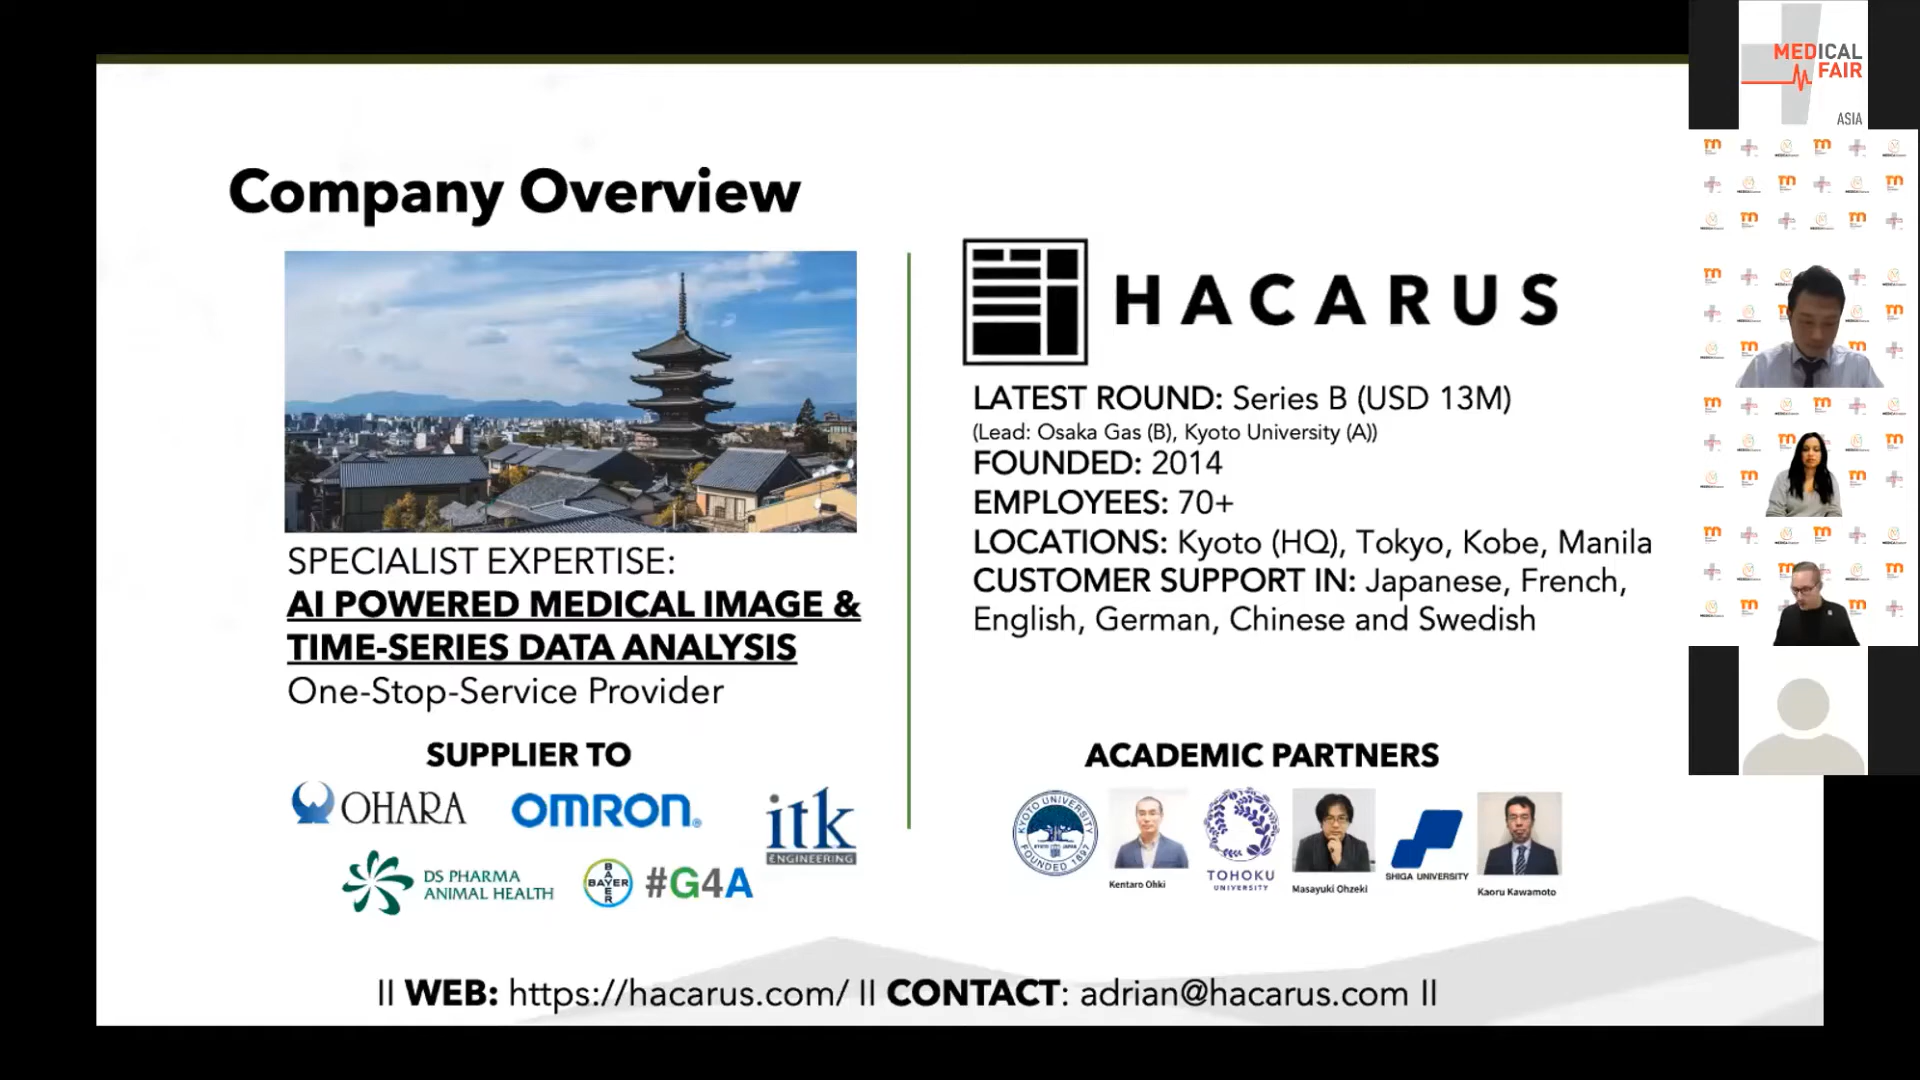 Company Overview
SPECIALIST EXPERTISE:
AI POWERED MEDICAL IMAGE &
TIME-SERIES DATA ANALYSIS
One-Stop-Service Provider
SUPPLIER TO
OHARA
OMRON
itk
ENGINEERING
DS PHARMA
ANIMAL HEALTH
BAYER
BAYER
#G4A
HACARUS
LATEST ROUND: Series B (USD 13M)
(Lead: Osaka Gas (B), Kyoto University (A))
FOUNDED: 2014
EMPLOYEES: 70+
LOCATIONS: Kyoto (HQ), Tokyo, Kobe, Manila
CUSTOMER SUPPORT IN: Japanese, French,
English, German, Chinese and Swedish
ACADEMIC PARTNERS
KYOTO UNIVERSITY
KYOTO JAPAN
FOUNDED 1897
Kentaro Ohki
TOHOKU
UNIVERSITY
Masayuki Ohzeki
SHIGA UNIVERSITY
Kaoru Kawamoto
II WEB: https://hacarus.com/ II CONTACT: adrian@hacarus.com II
MEDICAL
FAIR
ASIA